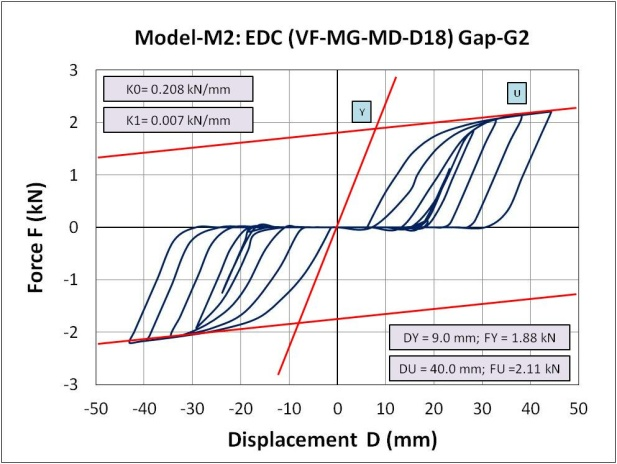 Model-M2: EDC (VF-MG-MD-D18) Gap-G2
3
2
1
0
-1
-2
-3
K0= 0.208 kN/mm
K1= 0.007 kN/mm
Y
U
Force F (kN)
DY = 9.0 mm; FY = 1.88 kN
DU = 40.0 mm; FU =2.11 kN
-50 -40 -30 -20 -10 0 10 20 30 40 50
Displacement D (mm)